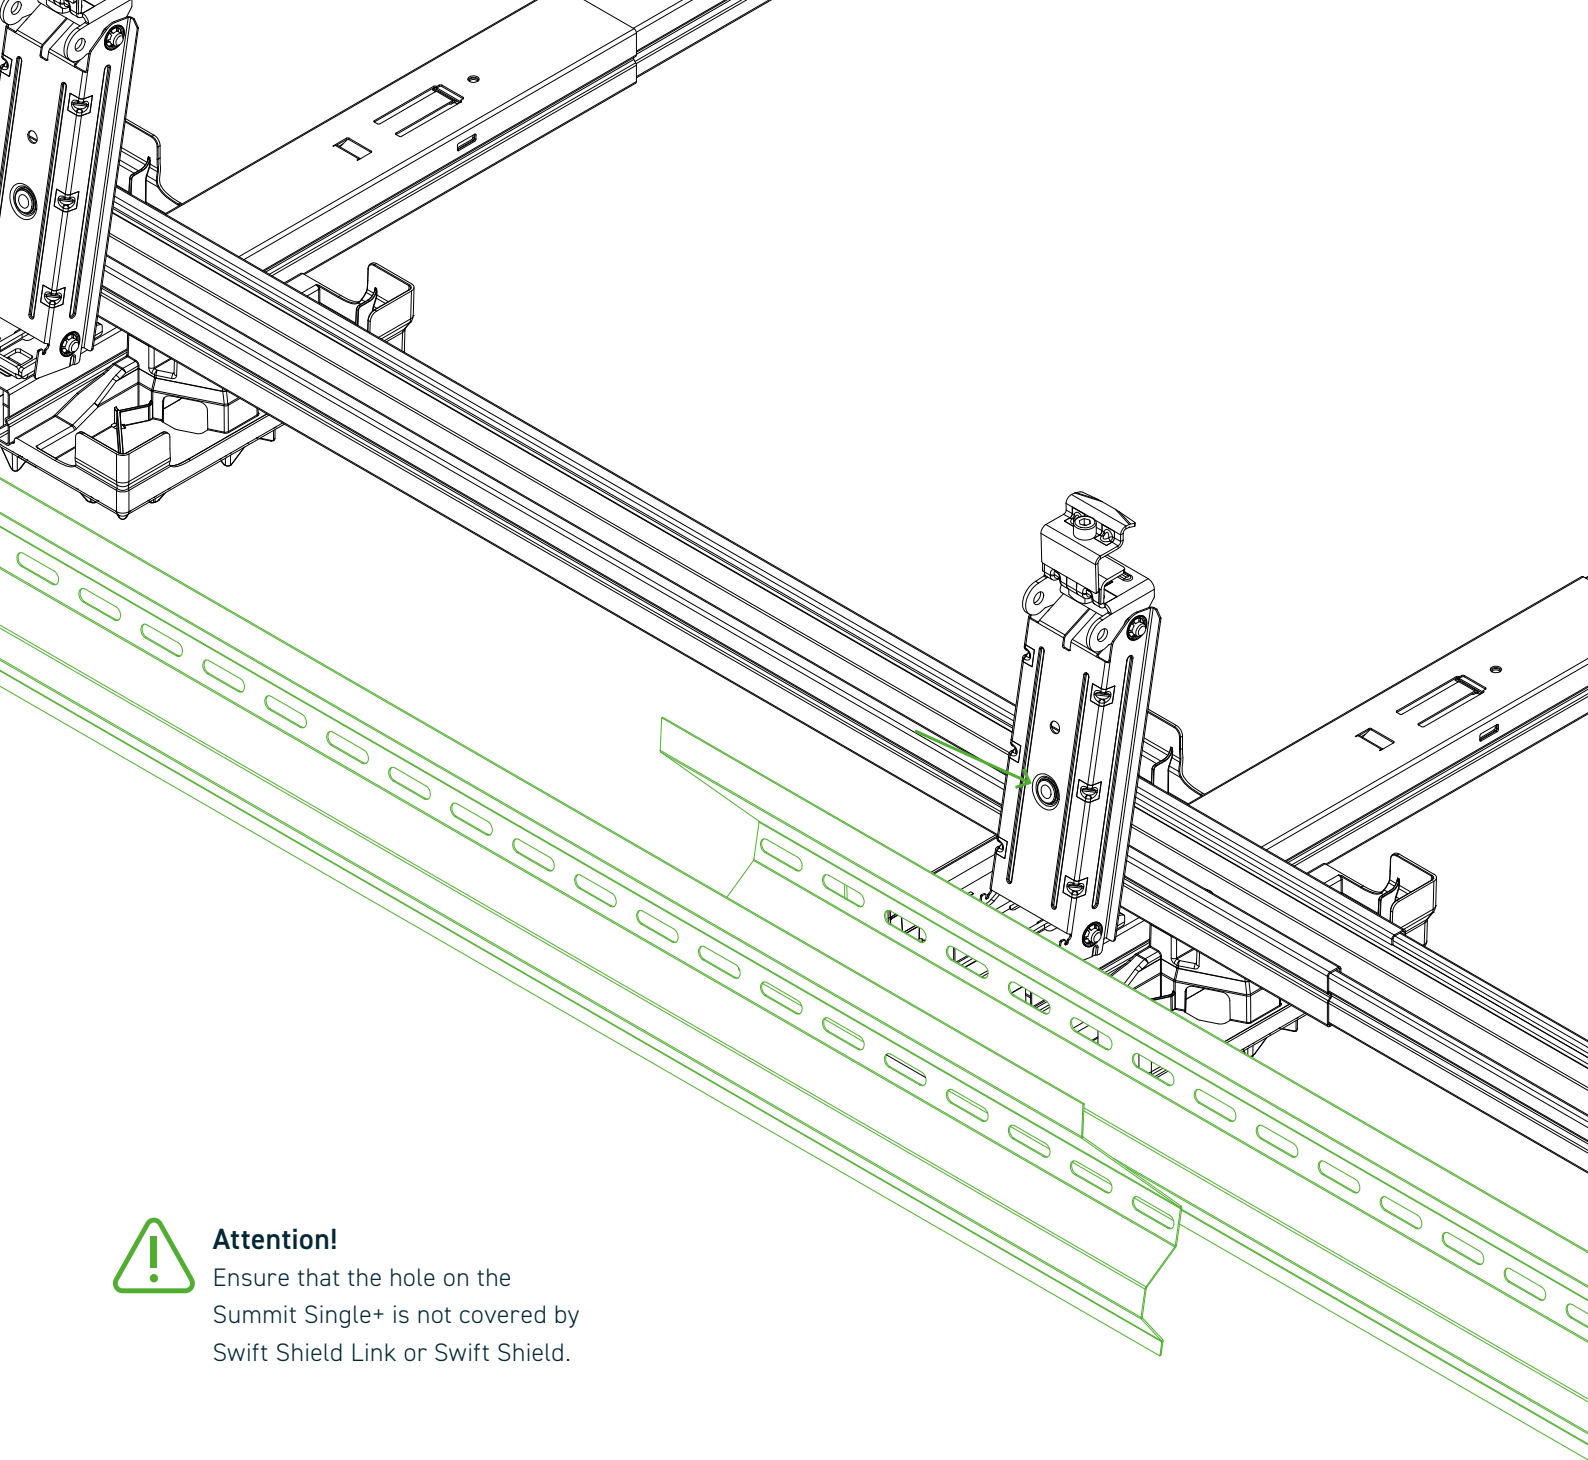 Attention!
Ensure that the hole on the
Summit Single+ is not covered by
Swift Shield Link or Swift Shield.